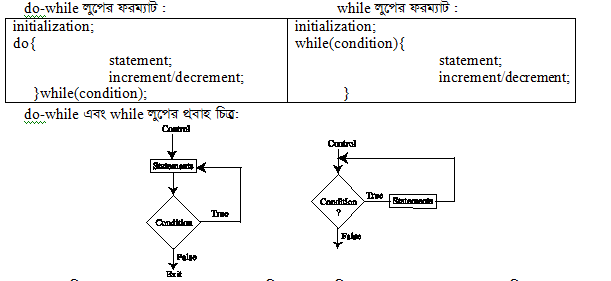 do-while লুপের ফরম্যাট : while লুপের ফরম্যাট :
initialization; initialization;
do{ while(condition){
statement; statement;
increment/decrement; increment/decrement;
}while(condition); }
do-while এবং while লুপের প্রবাহ চিত্র:
Control
Statements
Condition
True
False
Exit
Control
Condition
?
True
Statements
False